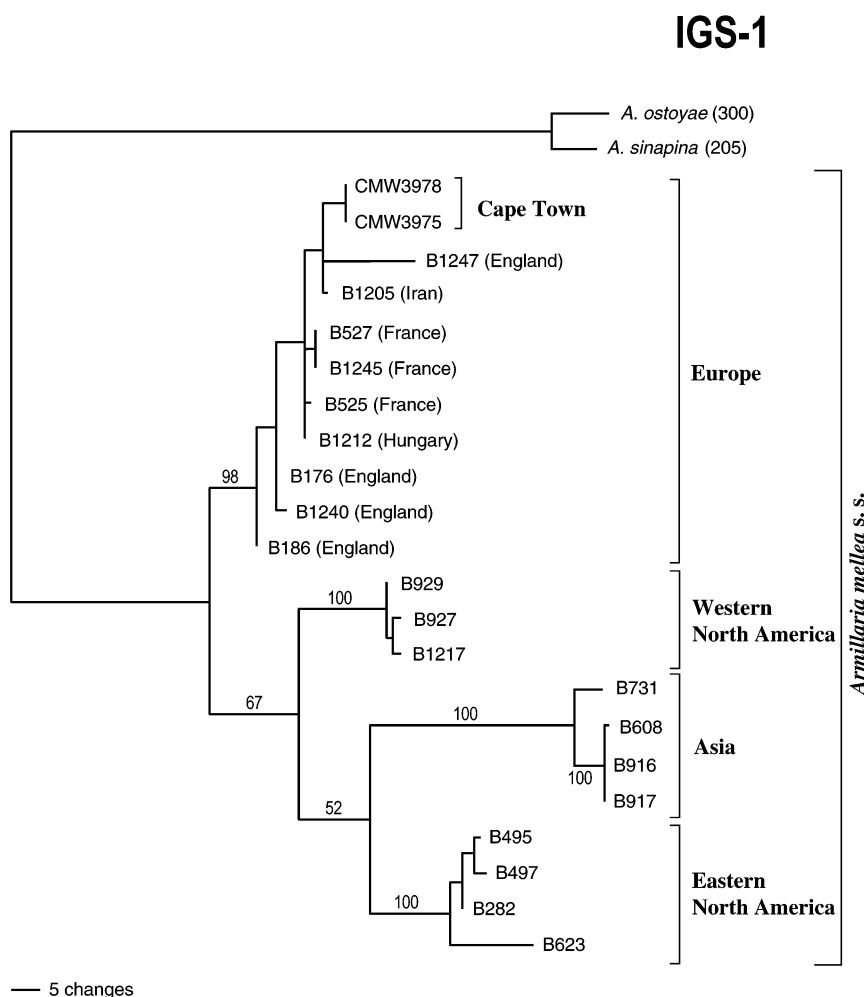 IGS-1
A. ostoyae (300)
A. sinapina (205)
CMW3978
CMW3975
Cape Town
B1247 (England)
B1205 (Iran)
B527 (France)
B1245 (France)
B525 (France)
B1212 (Hungary)
98
B176 (England)
B1240 (England)
B186 (England)
Europe
100
B929
B927
B1217
Western
North America
67
100
B731
B608
100
B916
B917
Asia
52
B495
B497
100
B282
B623
Eastern
North America
Armillaria mellea s. s.
5 changes